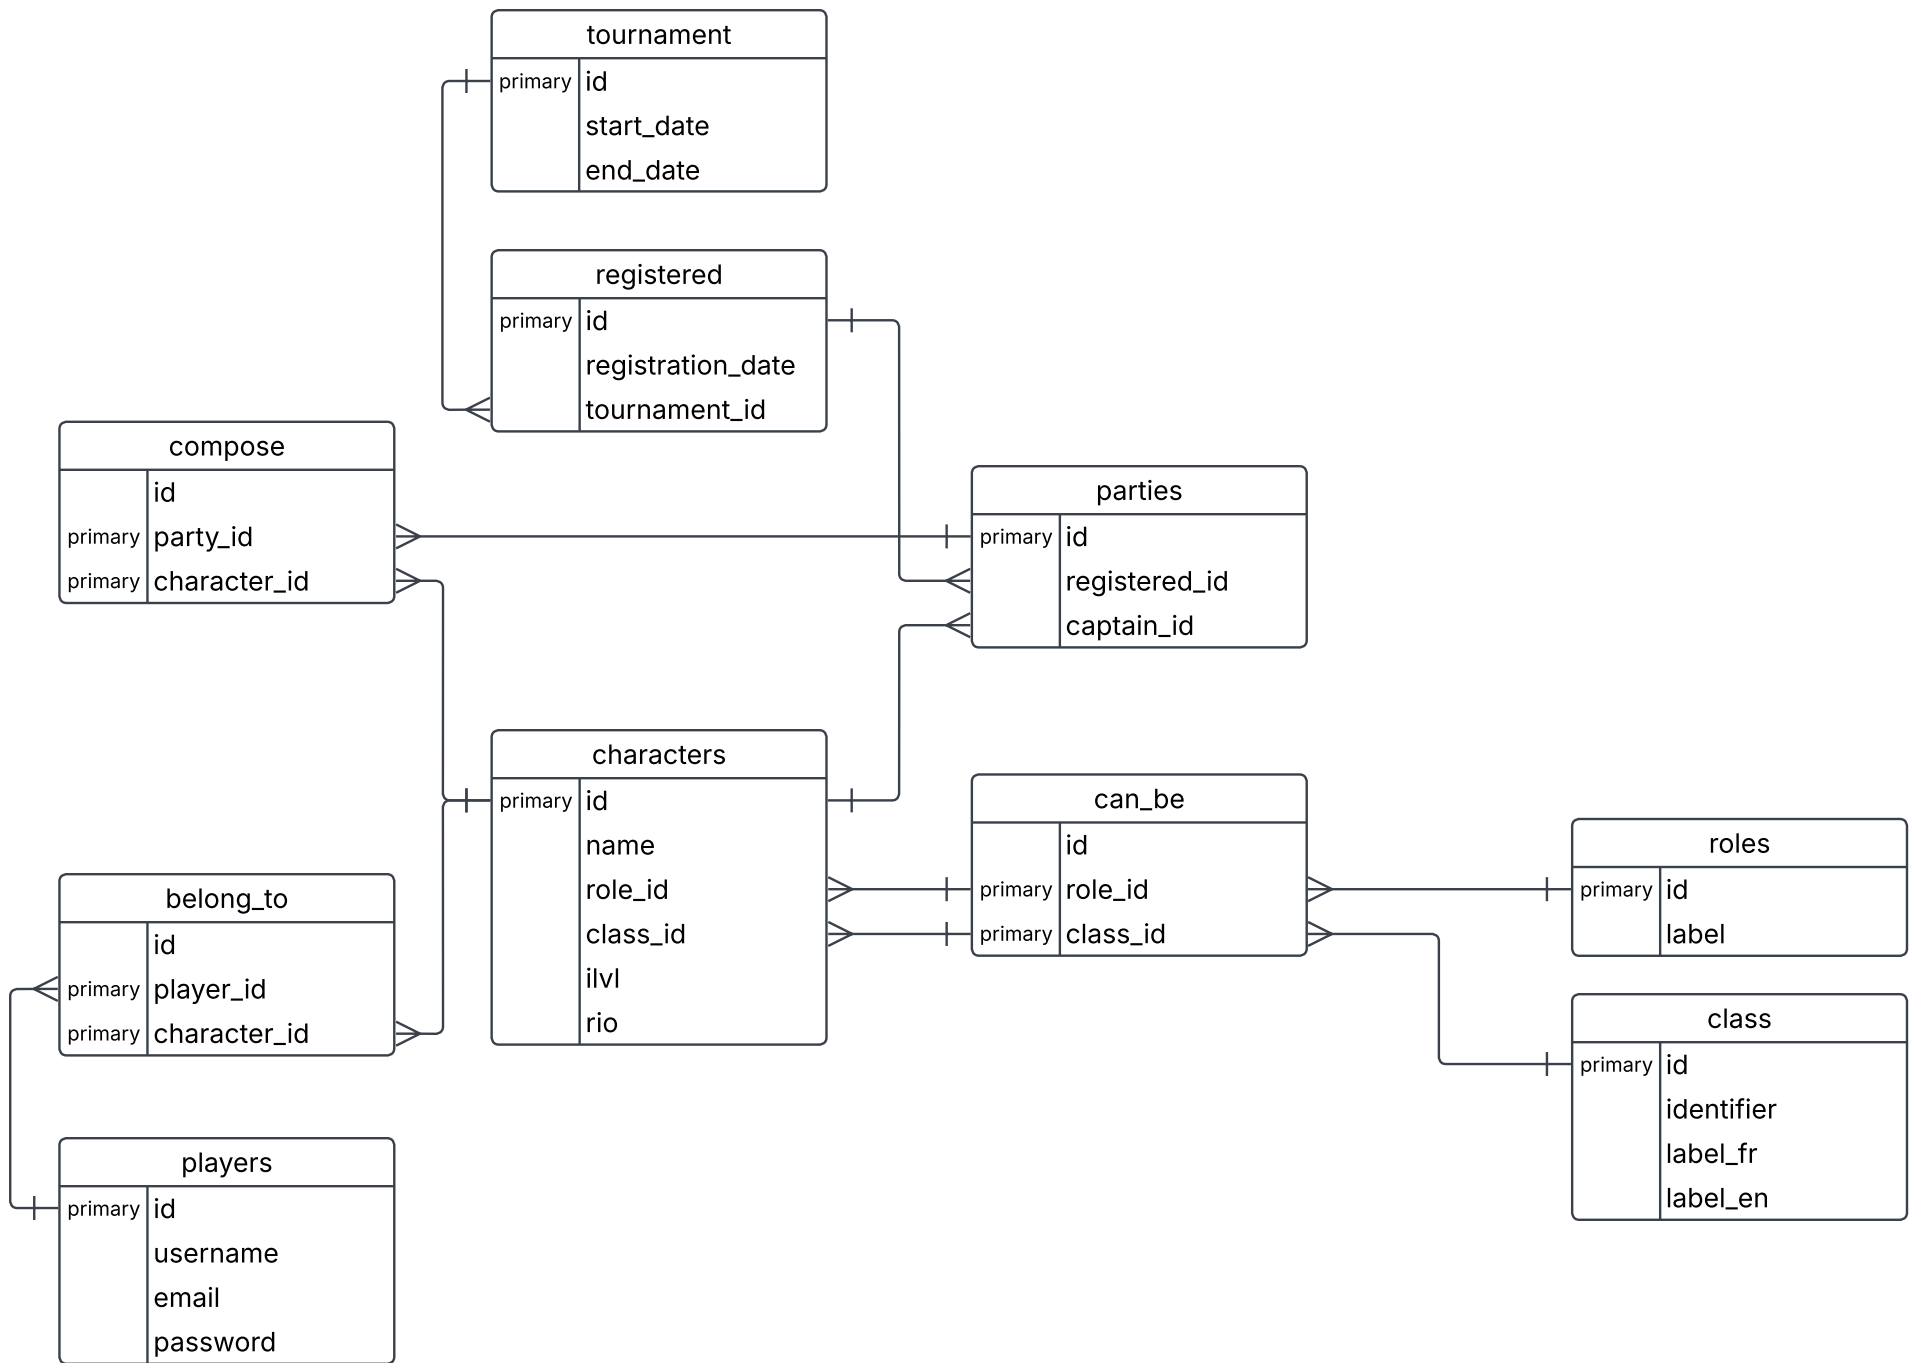 tournament
primary id
start_date
end_date
registered
primary id
registration_date
tournament_id
compose
id
primary party_id
primary character_id
parties
primary id
registered_id
captain_id
characters
primary id
name
role_id
class_id
ilvl
rio
can_be
id
primary role_id
primary class_id
roles
primary id
label
belong_to
id
primary player_id
primary character_id
class
primary id
identifier
label_fr
label_en
players
primary id
username
email
password